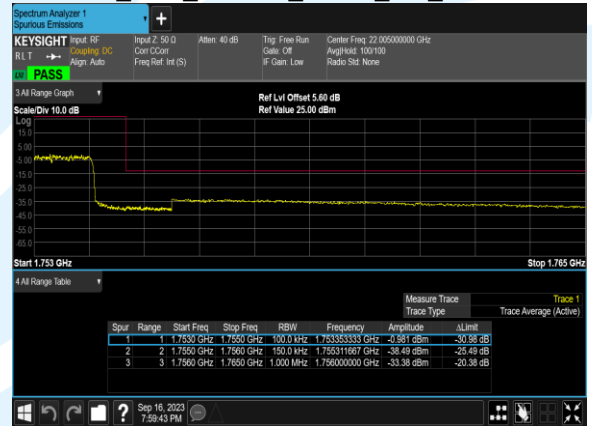 Spectrum Analyzer 1
Spurious Emissions
+
KEYSIGHT Input: RF Input Z: 50 Ω Atten: 40 dB Trig: Free Run Center Freq: 22.005000000 GHz
RLT Coupling: DC Corr CCorr Gate: Off Avg|Hold: 100/100
Align: Auto Freq Ref: Int (S) IF Gain: Low Radio Std: None
PASS
3 All Range Graph
Ref Lvl Offset 5.60 dB
Scale/Div 10.0 dB Ref Value 25.00 dBm
Log
15.0
5.00
-5.00
-15.0
-25.0
-35.0
-45.0
-55.0
-65.0
Start 1.753 GHz Stop 1.765 GHz
4 All Range Table
Measure Trace Trace 1
Trace Type Trace Average (Active)
Spur Range Start Freq Stop Freq RBW Frequency Amplitude ΔLimit
1 1 1.7530 GHz 1.7550 GHz 100.0 kHz 1.753353333 GHz -0.981 dBm -30.98 dB
2 2 1.7550 GHz 1.7560 GHz 150.0 kHz 1.755311667 GHz -38.49 dBm -25.49 dB
3 3 1.7560 GHz 1.7650 GHz 1.000 MHz 1.756000000 GHz -33.38 dBm -20.38 dB
? Sep 16, 2023
7:59:43 PM